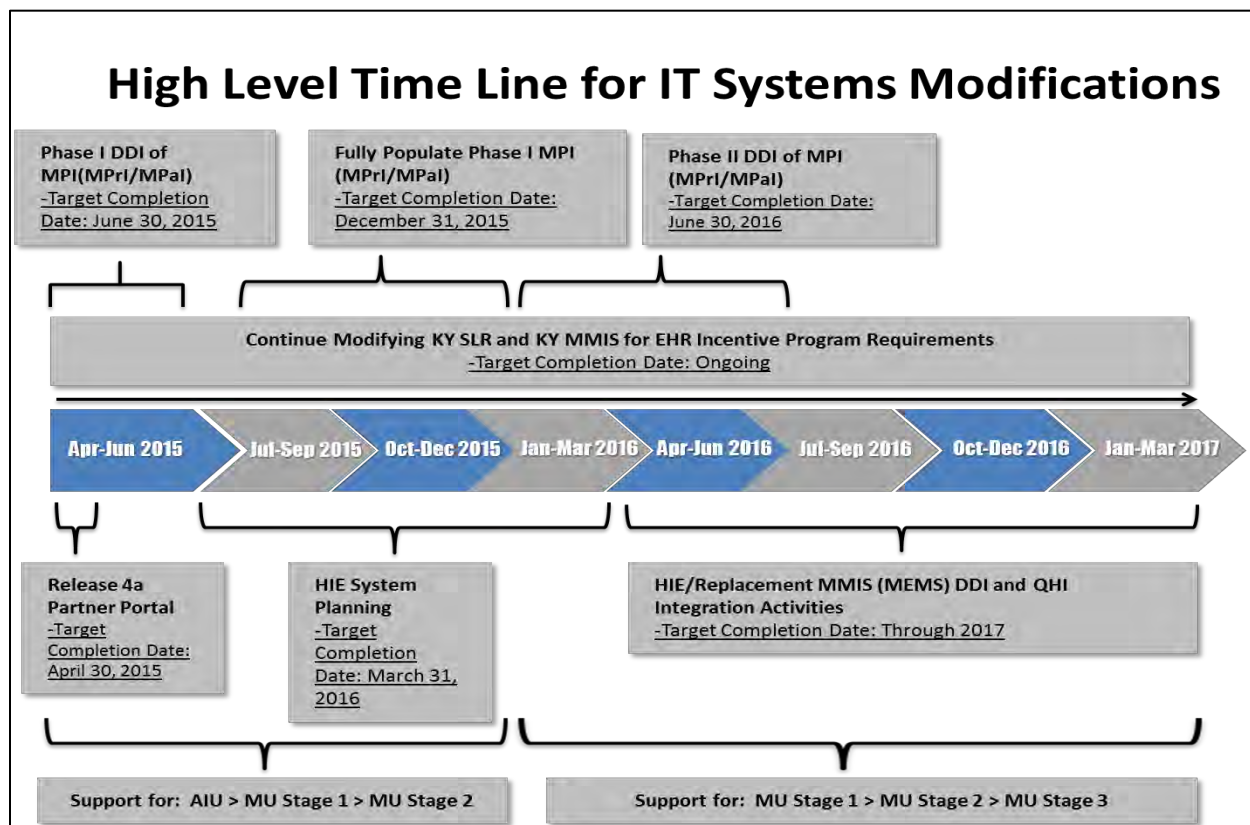 High Level Time Line for IT Systems Modifications
Phase I DDI of
MPI(MPrI/MPaI)
-Target Completion
Date: June 30, 2015
Fully Populate Phase I MPI
(MPrI/MPaI)
-Target Completion Date:
December 31, 2015
Phase II DDI of MPI
(MPrI/MPaI)
-Target Completion Date:
June 30, 2016
Continue Modifying KY SLR and KY MMIS for EHR Incentive Program Requirements
-Target Completion Date: Ongoing
Apr-Jun 2015
Jul-Sep 2015
Oct-Dec 2015
Jan-Mar 2016
Apr-Jun 2016
Jul-Sep 2016
Oct-Dec 2016
Jan-Mar 2017
Release 4a
Partner Portal
-Target
Completion Date:
April 30, 2015
HIE System
Planning
-Target
Completion
Date: March 31,
2016
HIE/Replacement MMIS (MEMS) DDI and QHI
Integration Activities
-Target Completion Date: Through 2017
Support for: AIU > MU Stage 1 > MU Stage 2
Support for: MU Stage 1 > MU Stage 2 > MU Stage 3